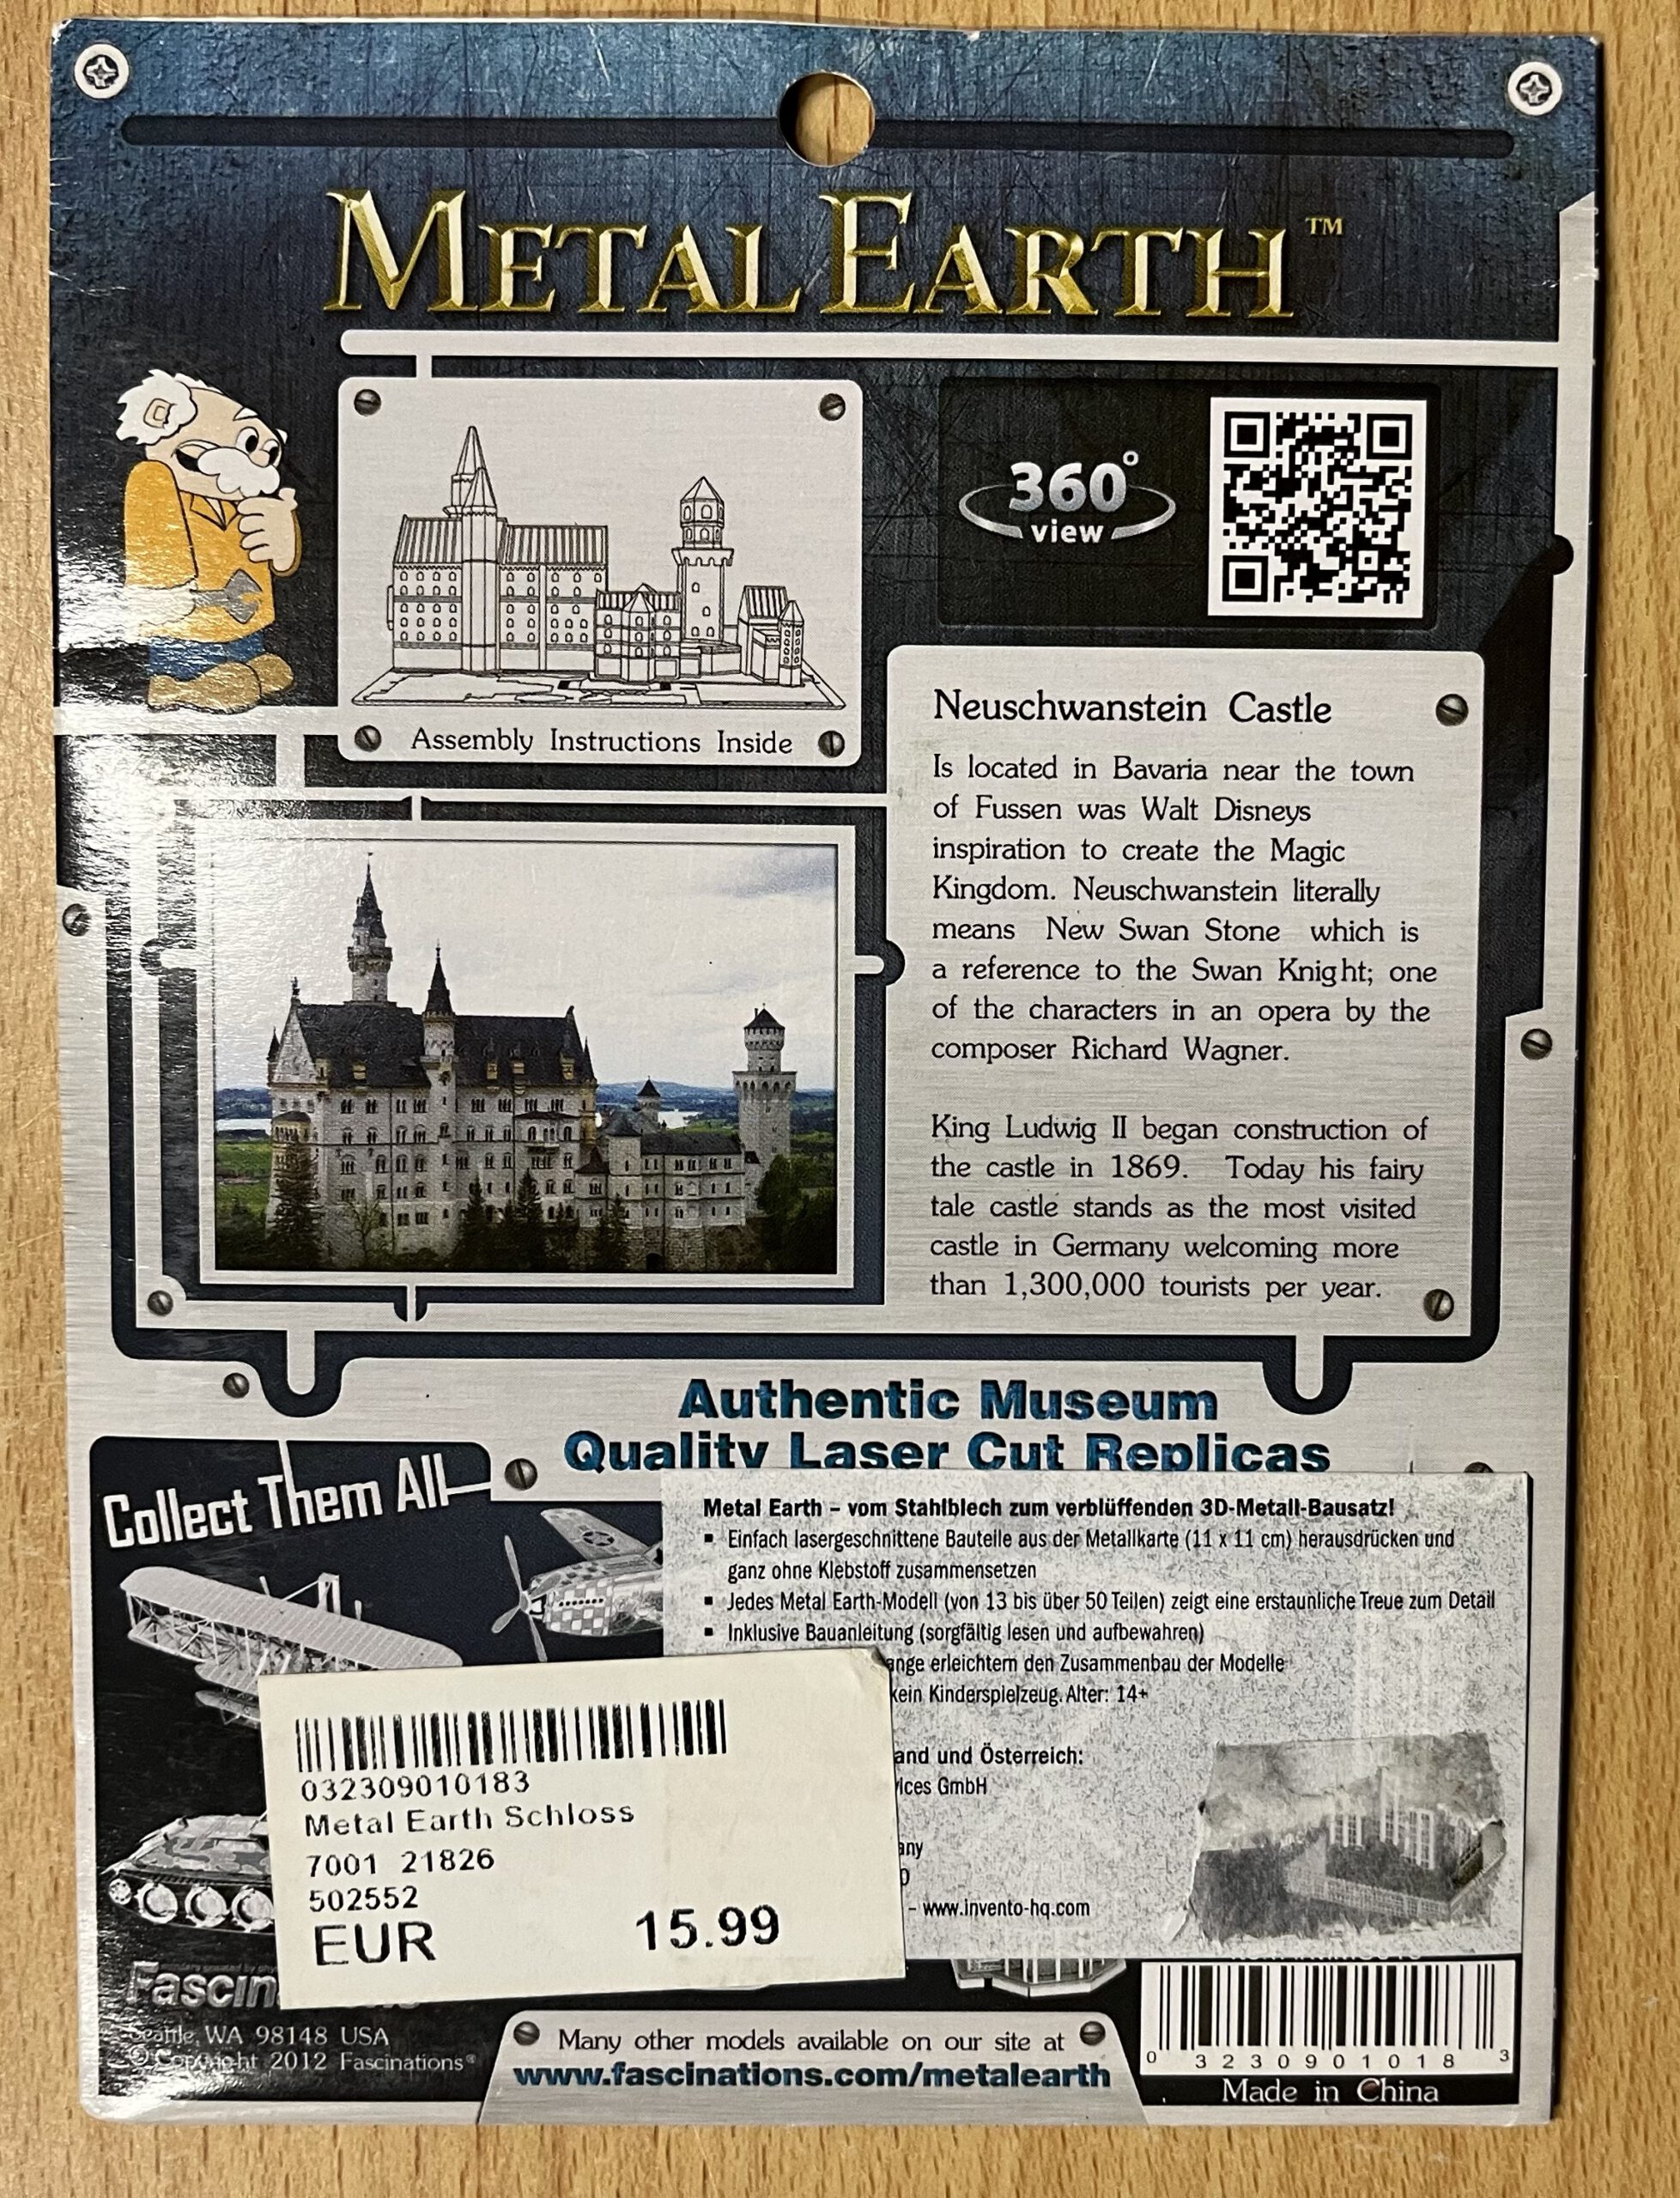 METAL EARTH™
360°
view
Assembly Instructions Inside
Neuschwanstein Castle
Is located in Bavaria near the town
of Fussen was Walt Disneys
inspiration to create the Magic
Kingdom. Neuschwanstein literally
means New Swan Stone which is
a reference to the Swan Knight; one
of the characters in an opera by the
composer Richard Wagner.
King Ludwig II began construction of
the castle in 1869. Today his fairy
tale castle stands as the most visited
castle in Germany welcoming more
than 1,300,000 tourists per year.
Authentic Museum
Quality Laser Cut Replicas
Collect Them All
Metal Earth – vom Stahlblech zum verblüffenden 3D-Metall-Bausatz!
▪ Einfach lasergeschnittene Bauteile aus der Metallkarte (11 x 11 cm) herausdrücken und
ganz ohne Klebstoff zusammensetzen
▪ Jedes Metal Earth-Modell (von 13 bis über 50 Teilen) zeigt eine erstaunliche Treue zum Detail
▪ Inklusive Bauanleitung (sorgfältig lesen und aufbewahren)
ange erleichtern den Zusammenbau der Modelle
kein Kinderspielzeug. Alter: 14+
and und Österreich:
ices GmbH
any
0
- www.invento-hq.com
032309010183
Metal Earth Schloss
7001 21826
502552
EUR 15.99
Fascin
Seattle, WA 98148 USA
© Copyright 2012 Fascinations®
Many other models available on our site at
www.fascinations.com/metalearth
0 32309 01018 3
Made in China